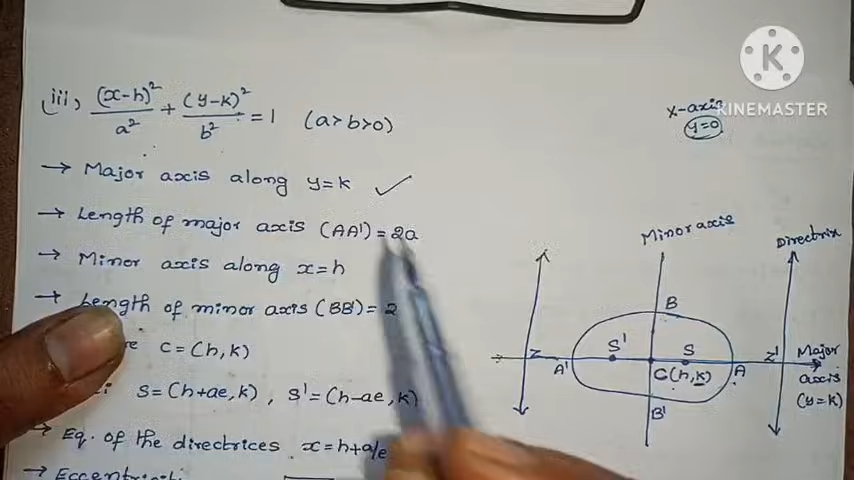 (iii) (x-h)²/a² + (y-k)²/b² = 1 (a>b>0)
→ Major axis along y=k ✓
→ Length of major axis (AA') = 2a
→ Minor axis along x=h
→ Length of minor axis (BB') = 2
C = (h, k)
S = (h+ae, k), S' = (h-ae, k)
→ Eq. of the directrices x = h+a/e
x-axis
y=0
KINEMASTER
Minor axis
Directrix
B
S' S
Z A' C(h,k) A Z'
B'
Major
axis
(y=k)